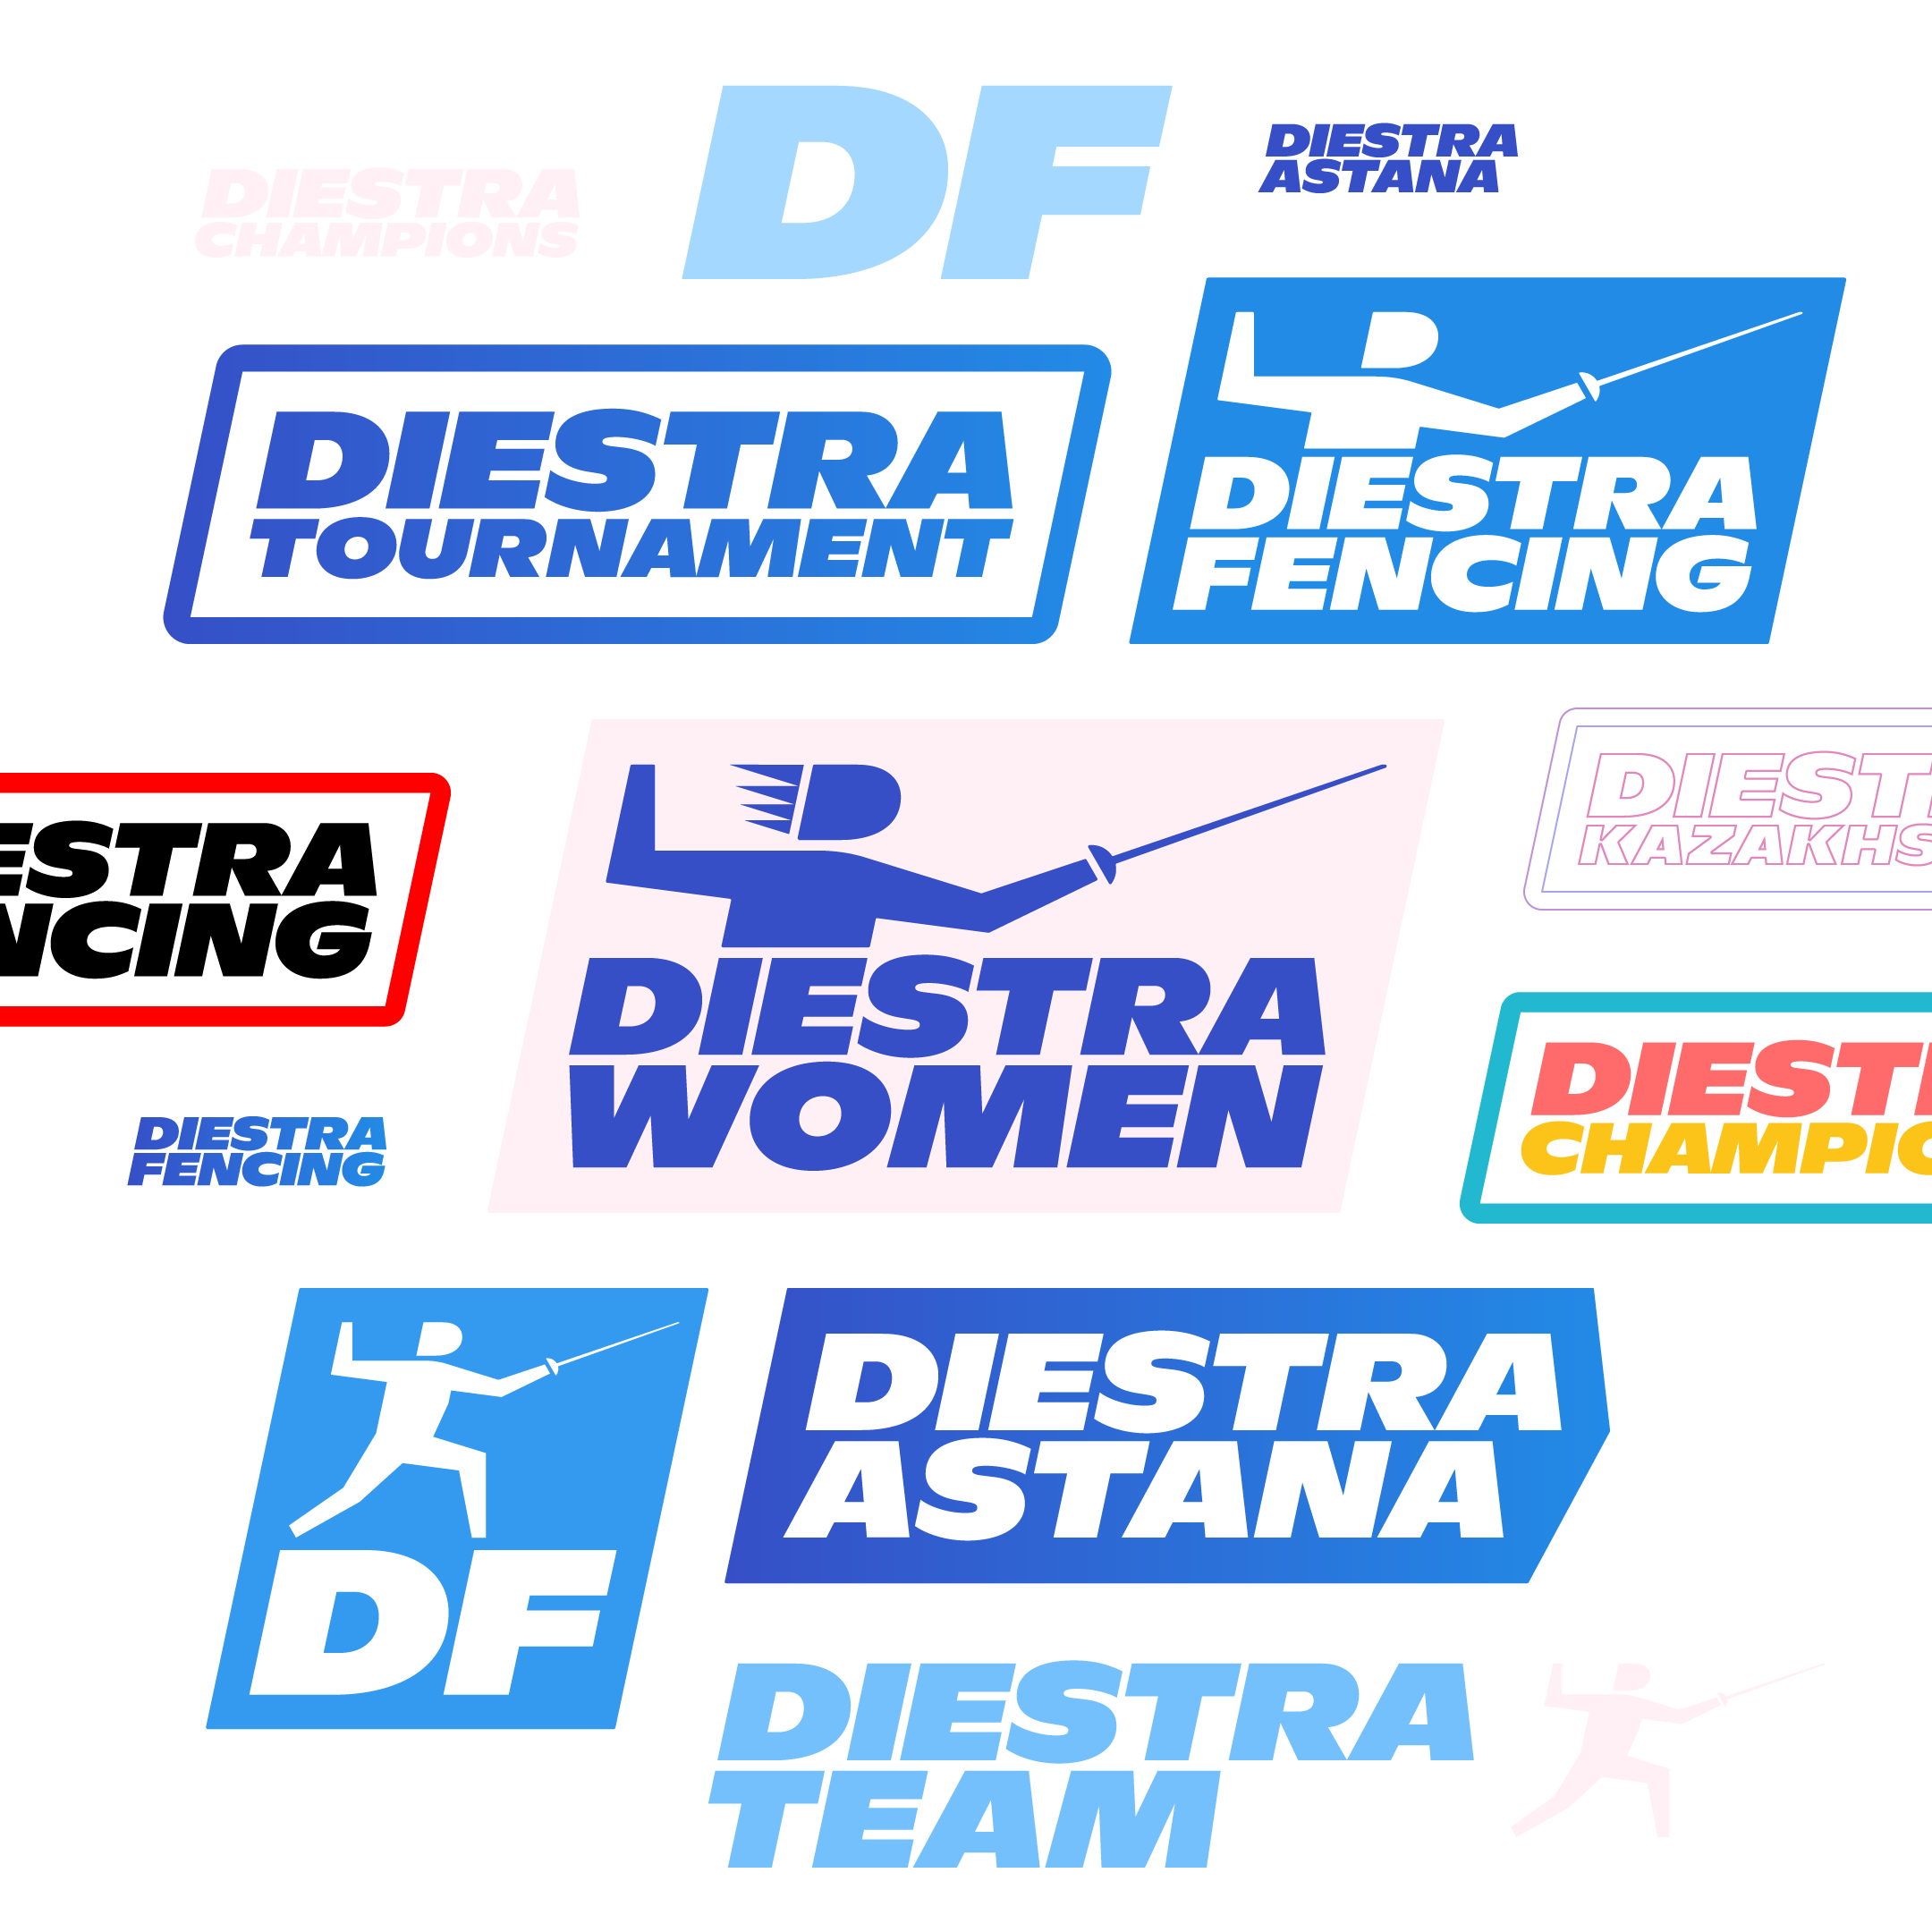 DF
DIESTRA
ASTANA
DIESTRA
CHAMPIONS
DIESTRA
TOURNAMENT
DIESTRA
FENCING
ESTRA
NCING
DIESTRA
WOMEN
DIEST
KAZAKHS
DIEST
CHAMPIO
DIESTRA
FENCING
DF
DIESTRA
ASTANA
DIESTRA
TEAM